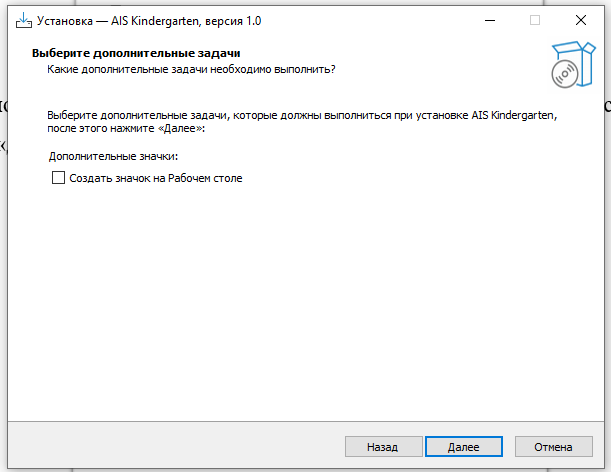 Установка — AIS Kindergarten, версия 1.0
Выберите дополнительные задачи
Какие дополнительные задачи необходимо выполнить?
Выберите дополнительные задачи, которые должны выполниться при установке AIS Kindergarten,
после этого нажмите «Далее»:
Дополнительные значки:
Создать значок на Рабочем столе
Назад Далее Отмена